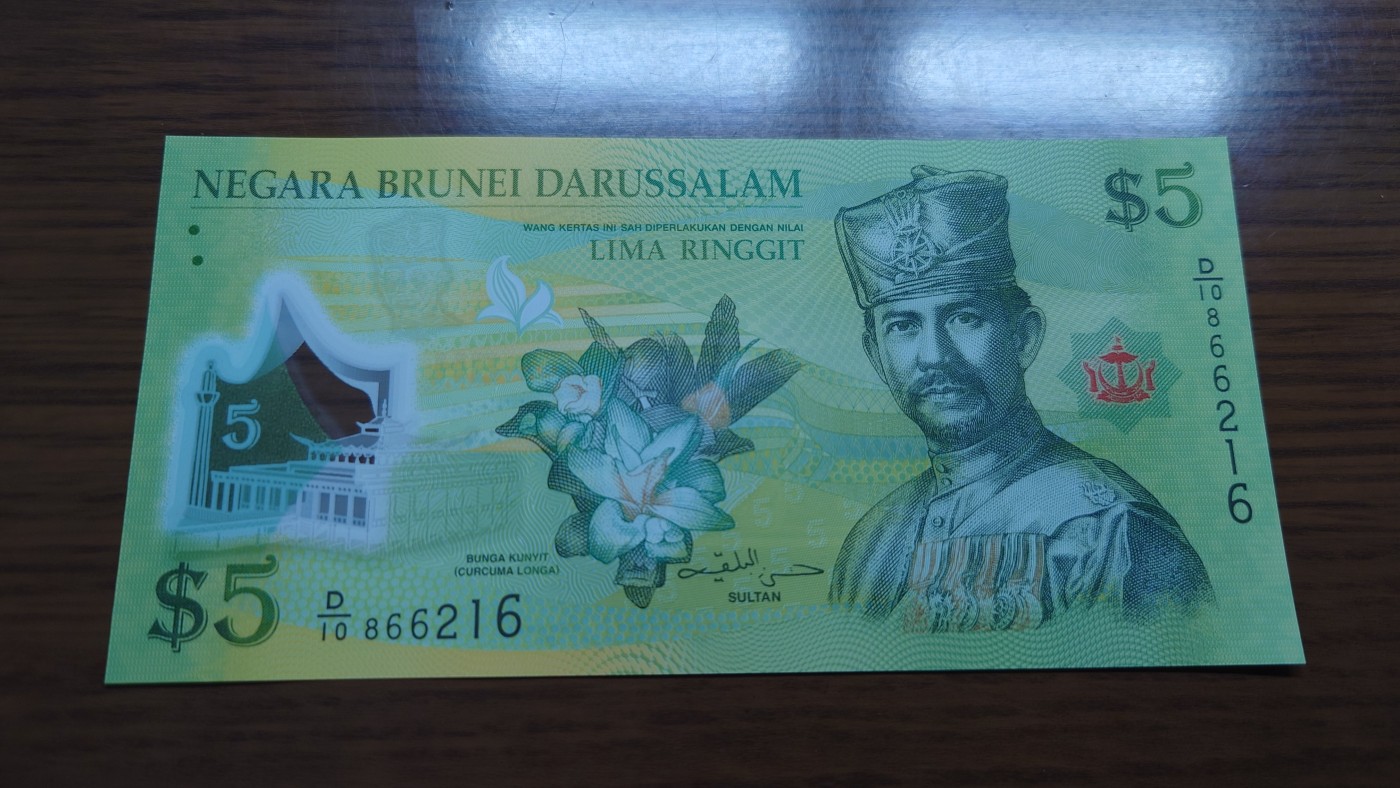 NEGARA BRUNEI DARUSSALAM
$5
WANG KERTAS INI SAH DIPERLAKUKAN DENGAN NILAI
LIMA RINGGIT
D/10 866216
5
BUNGA KUNYIT
(CURCUMA LONGA)
SULTAN
$5
D/10 866216